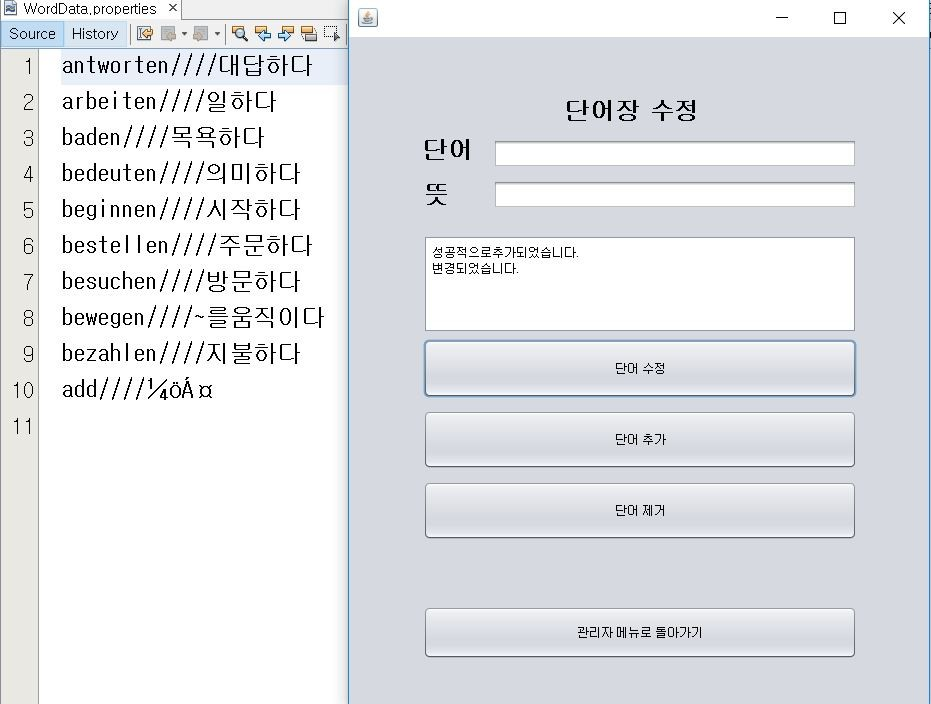 WordData.properties
Source History
1 antworten////대답하다
2 arbeiten////일하다
3 baden////목욕하다
4 bedeuten////의미하다
5 beginnen////시작하다
6 bestellen////주문하다
7 besuchen////방문하다
8 bewegen////~를움직이다
9 bezahlen////지불하다
10 add////¼öÁ¤
11
단어장 수정
단어
뜻
성공적으로추가되었습니다.
변경되었습니다.
단어 수정
단어 추가
단어 제거
관리자 메뉴로 돌아가기